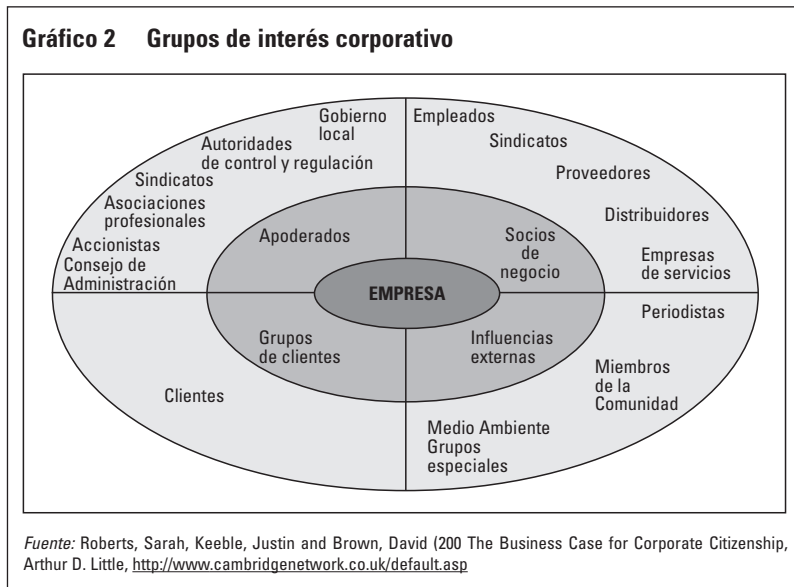 Gráfico 2 Grupos de interés corporativo
Gobierno
local
Autoridades
de control y regulación
Sindicatos
Asociaciones
profesionales
Accionistas
Consejo de
Administración
Empleados
Sindicatos
Proveedores
Distribuidores
Empresas
de servicios
Apoderados
Socios
de
negocio
EMPRESA
Grupos
de clientes
Influencias
externas
Clientes
Periodistas
Miembros
de la
Comunidad
Medio Ambiente
Grupos
especiales
Fuente: Roberts, Sarah, Keeble, Justin and Brown, David (200 The Business Case for Corporate Citizenship,
Arthur D. Little, http://www.cambridgenetwork.co.uk/default.asp